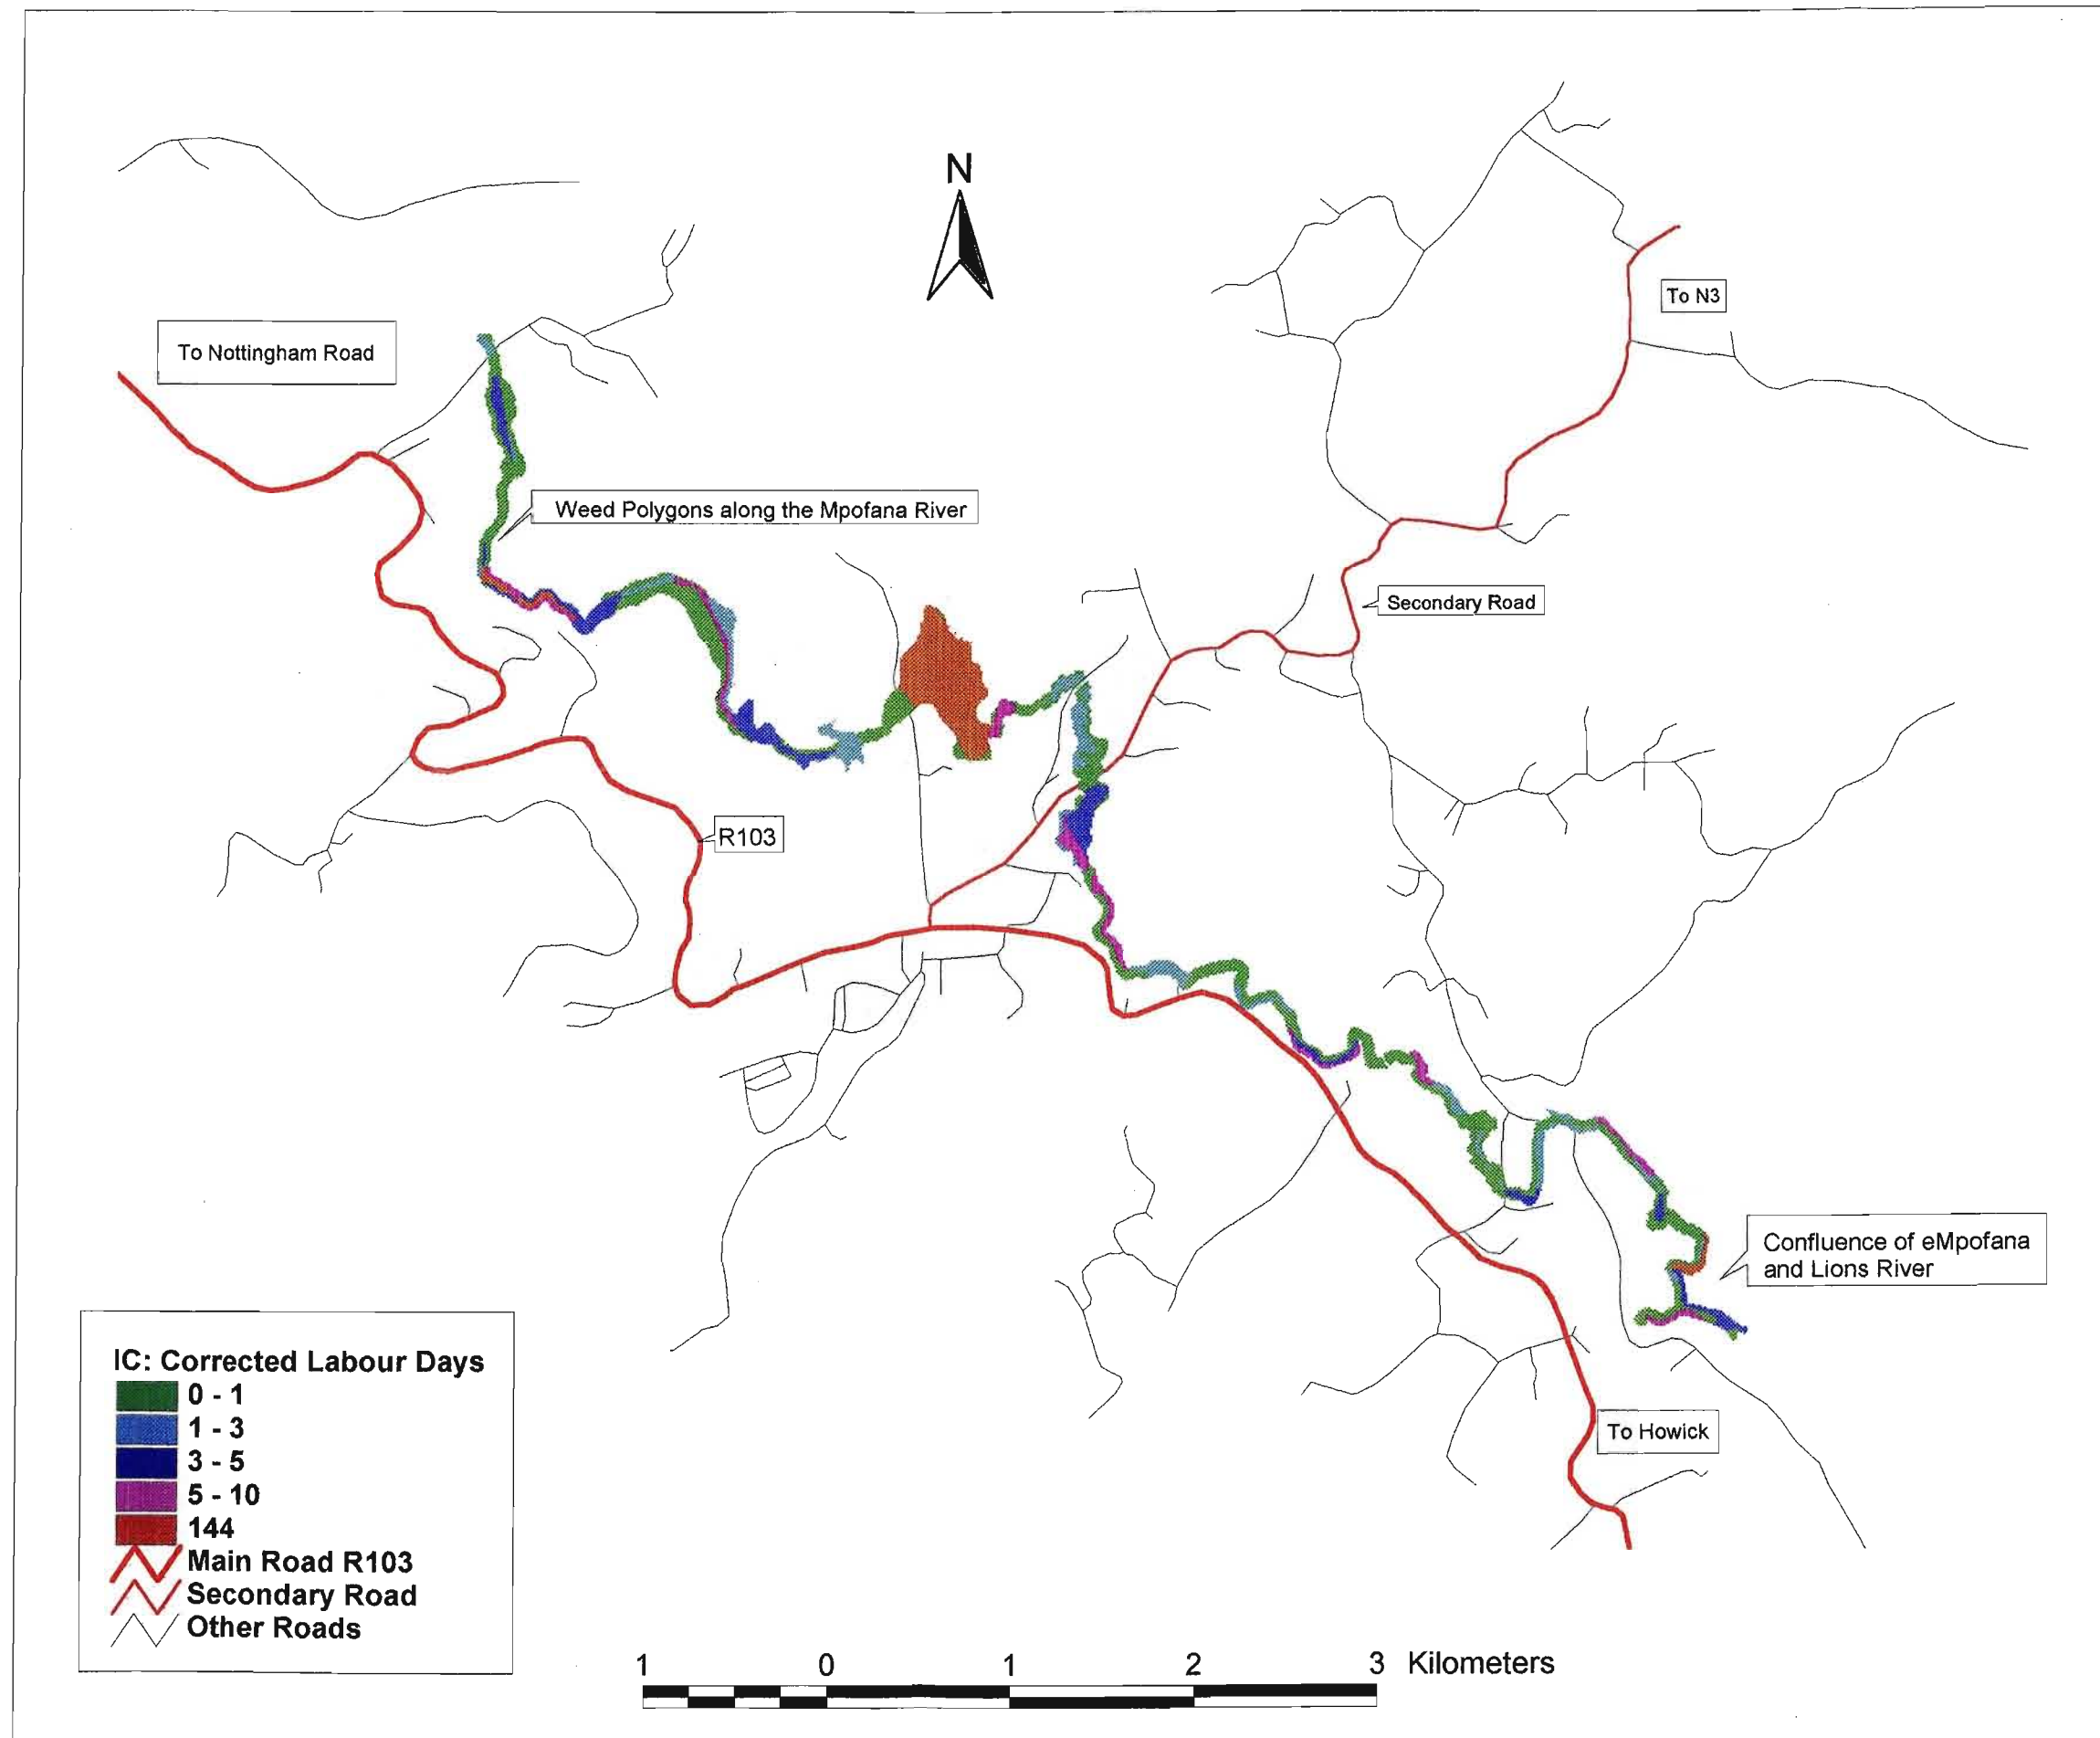 N
To N3
To Nottingham Road
Weed Polygons along the Mpofana River
Secondary Road
R103
Confluence of eMpofana
and Lions River
To Howick
IC: Corrected Labour Days
0 - 1
1 - 3
3 - 5
5 - 10
144
Main Road R103
Secondary Road
Other Roads
1 0 1 2 3 Kilometers